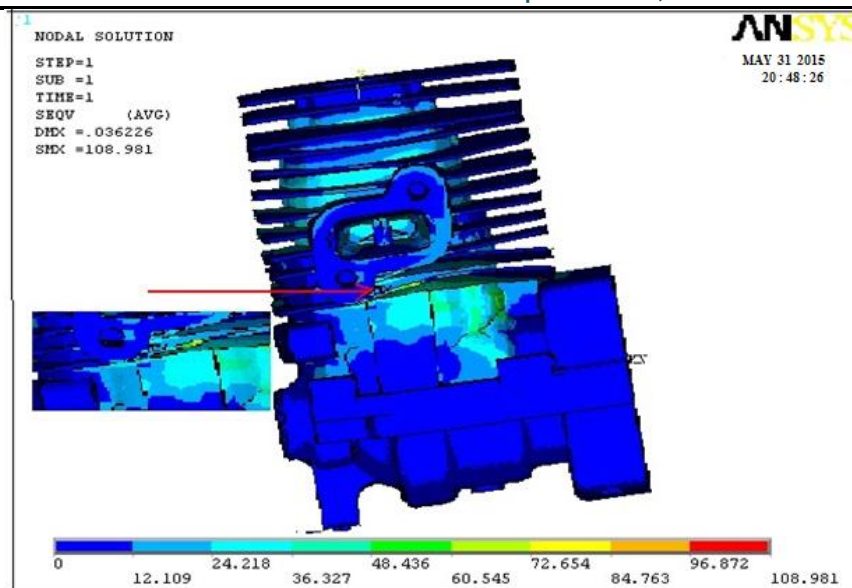 1
NODAL SOLUTION
STEP=1
SUB =1
TIME=1
SEQV (AVG)
DMX =.036226
SMX =108.981
ANSYS
MAY 31 2015
20:48:26
0 24.218 48.436 72.654 96.872
12.109 36.327 60.545 84.763 108.981